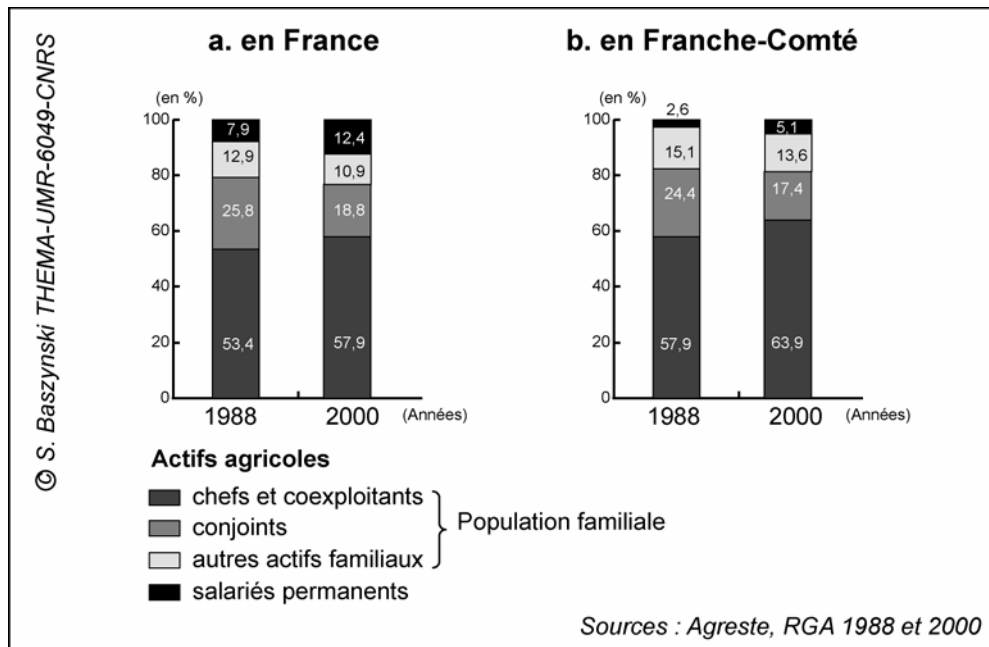 © S. Baszynski THEMA-UMR-6049-CNRS
a. en France
(en %)
100
80
60
40
20
0
7,9
12,9
25,8
53,4
12,4
10,9
18,8
57,9
1988
2000
(Années)
b. en Franche-Comté
(en %)
100
80
60
40
20
0
2,6
15,1
24,4
57,9
5,1
13,6
17,4
63,9
1988
2000
(Années)
Actifs agricoles
chefs et coexploitants
conjoints
autres actifs familiaux
Population familiale
salariés permanents
Sources : Agreste, RGA 1988 et 2000